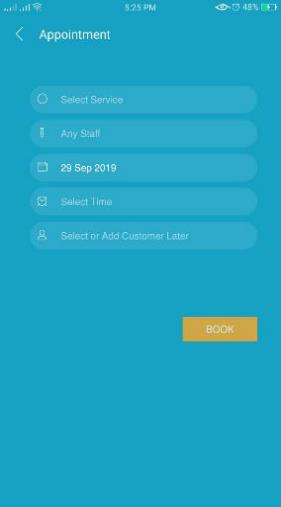 5:25 PM
48%
Appointment
Select Service
Any Staff
29 Sep 2019
Select Time
Select or Add Customer Later
BOOK